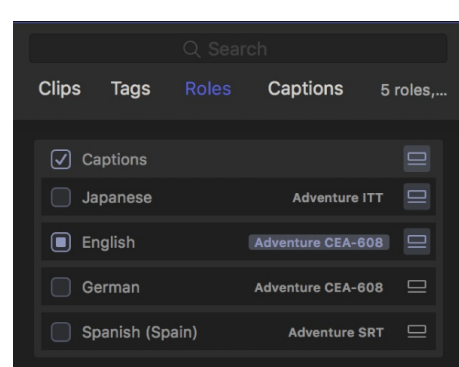 Search
Clips Tags Roles Captions 5 roles,...
Captions
Japanese Adventure ITT
English Adventure CEA-608
German Adventure CEA-608
Spanish (Spain) Adventure SRT